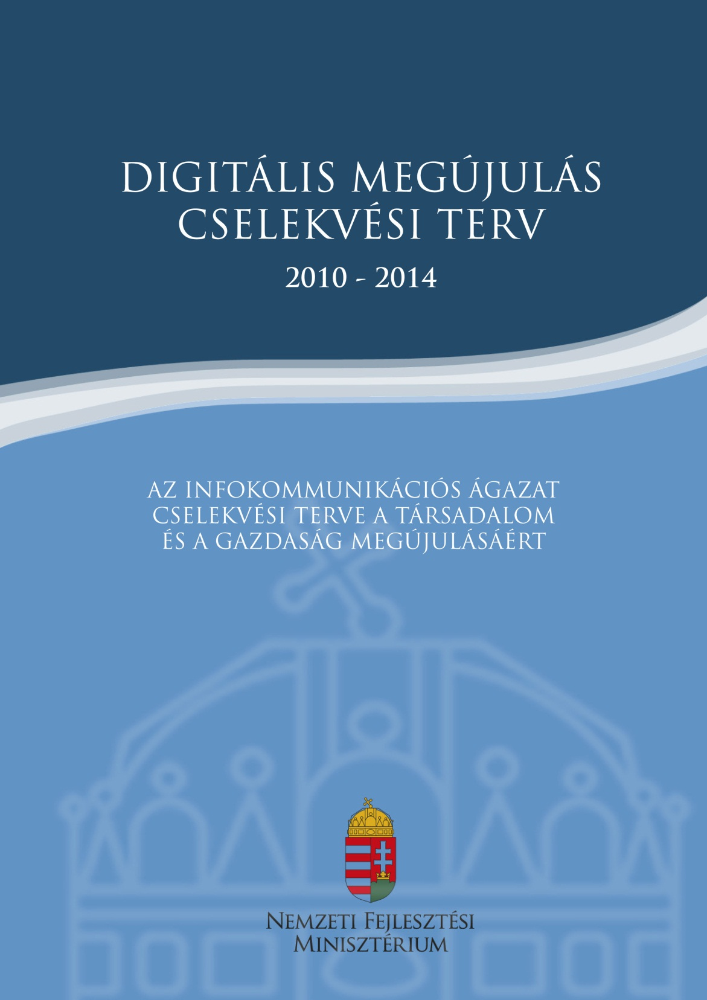 DIGITÁLIS MEGÚJULÁS
CSELEKVÉSI TERV
2010 - 2014
AZ INFOKOMMUNIKÁCIÓS ÁGAZAT
CSELEKVÉSI TERVE A TÁRSADALOM
ÉS A GAZDASÁG MEGÚJULÁSÁÉRT
NEMZETI FEJLESZTÉSI
MINISZTÉRIUM